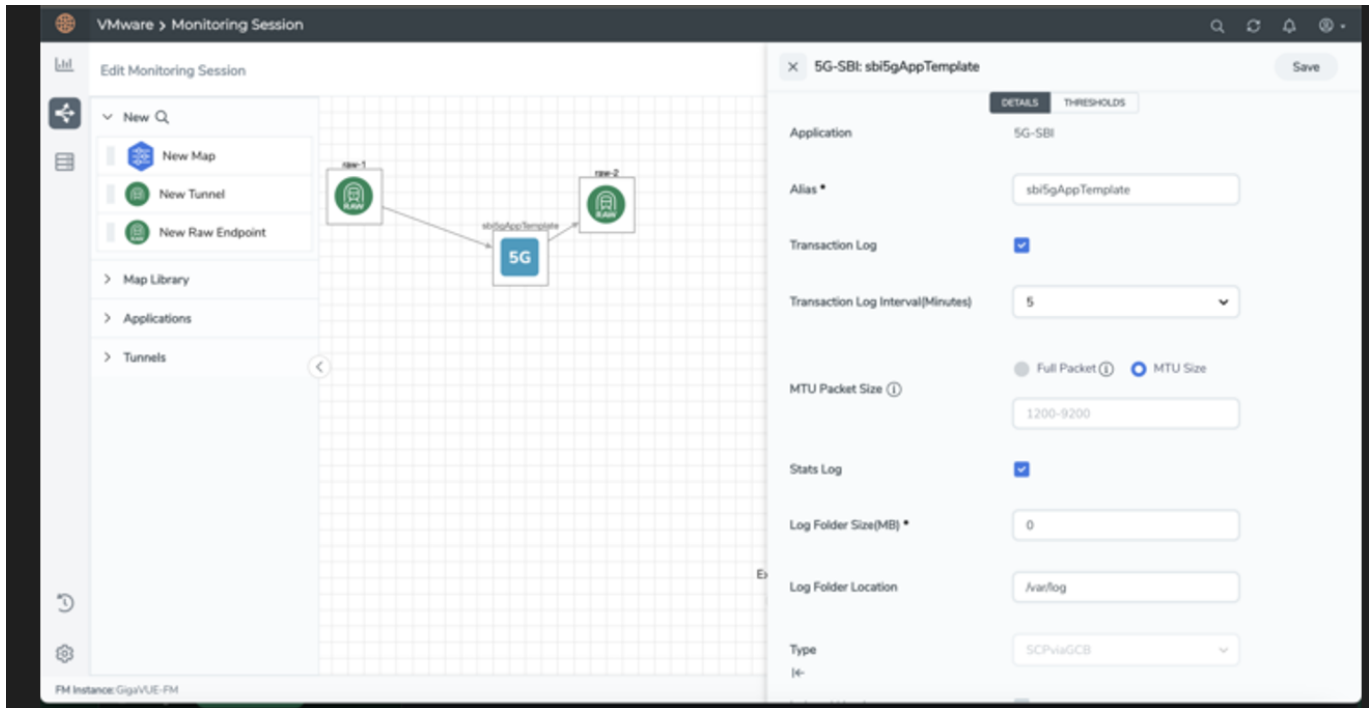 VMware > Monitoring Session
Edit Monitoring Session
New
New Map
New Tunnel
New Raw Endpoint
Map Library
Applications
Tunnels
FM Instance: GigaVUE-FM
raw-1
RAW
sbi5gAppTemplate
5G
raw-2
RAW
5G-SBI: sbi5gAppTemplate
Save
DETAILS THRESHOLDS
Application 5G-SBI
Alias * sbi5gAppTemplate
Transaction Log
Transaction Log Interval(Minutes) 5
Full Packet MTU Size
MTU Packet Size
1200-9200
Stats Log
Log Folder Size(MB) * 0
Log Folder Location /var/log
Type SCPviaGCB